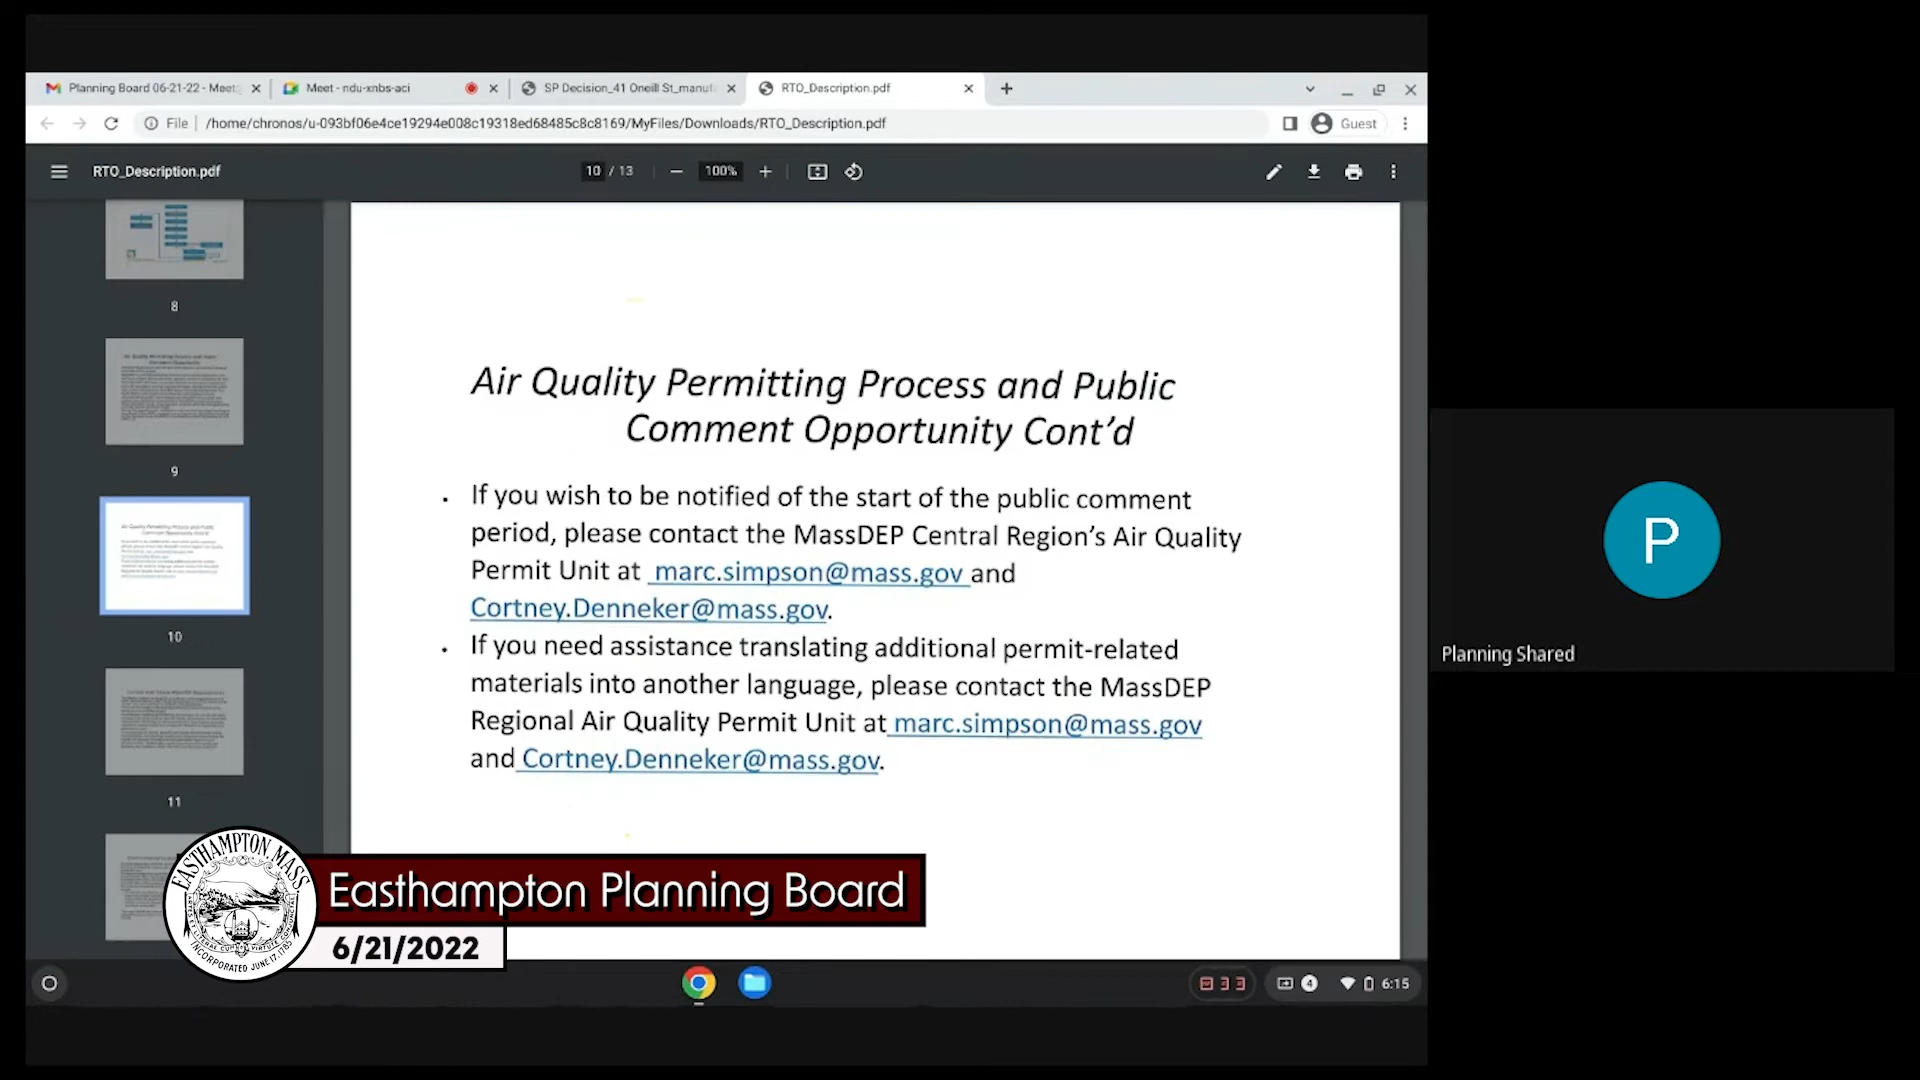 Planning Board 06-21-22 - Meet
Meet - ndu-xnbs-aci
SP Decision_41 Oneill St_manuf
RTO_Description.pdf
File
/home/chronos/u-093bf06e4ce19294e008c19318ed68485c8c8169/MyFiles/Downloads/RTO_Description.pdf
Guest
RTO_Description.pdf
10 / 13
100%
8
9
10
11
Air Quality Permitting Process and Public
Comment Opportunity Cont’d
If you wish to be notified of the start of the public comment
period, please contact the MassDEP Central Region’s Air Quality
Permit Unit at marc.simpson@mass.gov and
Cortney.Denneker@mass.gov.
If you need assistance translating additional permit-related
materials into another language, please contact the MassDEP
Regional Air Quality Permit Unit at marc.simpson@mass.gov
and Cortney.Denneker@mass.gov.
P
Planning Shared
EASTHAMPTON, MASS
INCORPORATED JUNE 17, 1785
Easthampton Planning Board
6/21/2022
4
6:15